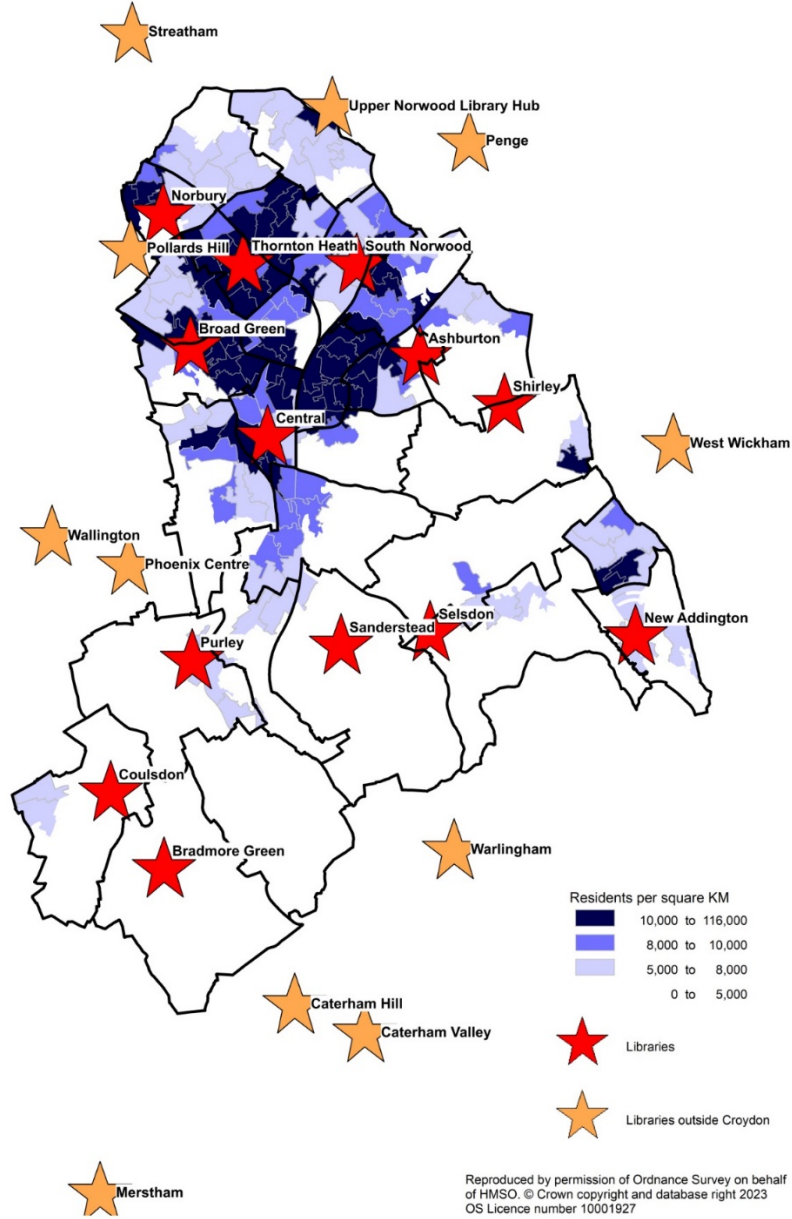 Streatham
Upper Norwood Library Hub
Penge
Norbury
Pollards Hill
Thornton Heath
South Norwood
Broad Green
Ashburton
Shirley
Central
West Wickham
Wallington
Phoenix Centre
Purley
Sanderstead
Selsdon
New Addington
Coulsdon
Bradmore Green
Warlingham
Residents per square KM
10,000 to 116,000
8,000 to 10,000
5,000 to 8,000
0 to 5,000
Caterham Hill
Caterham Valley
Libraries
Libraries outside Croydon
Merstham
Reproduced by permission of Ordnance Survey on behalf
of HMSO. © Crown copyright and database right 2023
OS Licence number 10001927